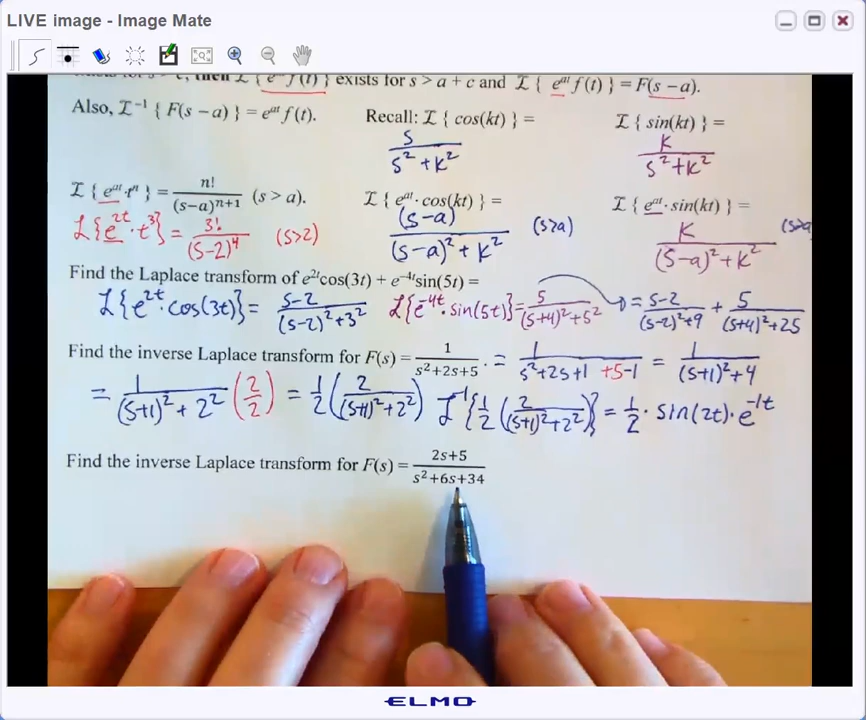 LIVE image - Image Mate
then ℒ { e^at f(t) } exists for s > a + c and ℒ { e^at f(t) } = F(s − a).
Also, ℒ⁻¹ { F(s − a) } = e^at f(t). Recall: ℒ { cos(kt) } = s/(s²+k²) ℒ { sin(kt) } = k/(s²+k²)
ℒ { e^at·t^n } = n!/(s−a)^(n+1) (s > a). ℒ { e^at·cos(kt) } = (s-a)/((s-a)²+k²) (s>a) ℒ { e^at·sin(kt) } = k/((s-a)²+k²) (s>a
ℒ{e^2t·t³} = 3!/(s-2)⁴ (s>2)
Find the Laplace transform of e^2t cos(3t) + e^−4t sin(5t) =
ℒ{e^2t·cos(3t)} = (s-2)/((s-2)²+3²) ℒ{e^-4t·sin(5t)} = 5/((s+4)²+5²) = (s-2)/((s-2)²+9) + 5/((s+4)²+25)
Find the inverse Laplace transform for F(s) = 1/(s²+2s+5) . = 1/(s²+2s+1 +5-1) = 1/((s+1)²+4)
= 1/((s+1)²+2²) (2/2) = 1/2 (2/((s+1)²+2²)) ℒ⁻¹{1/2 (2/((s+1)²+2²))} = 1/2 · sin(2t)·e^-1t
Find the inverse Laplace transform for F(s) = (2s+5)/(s²+6s+34)
ELMO